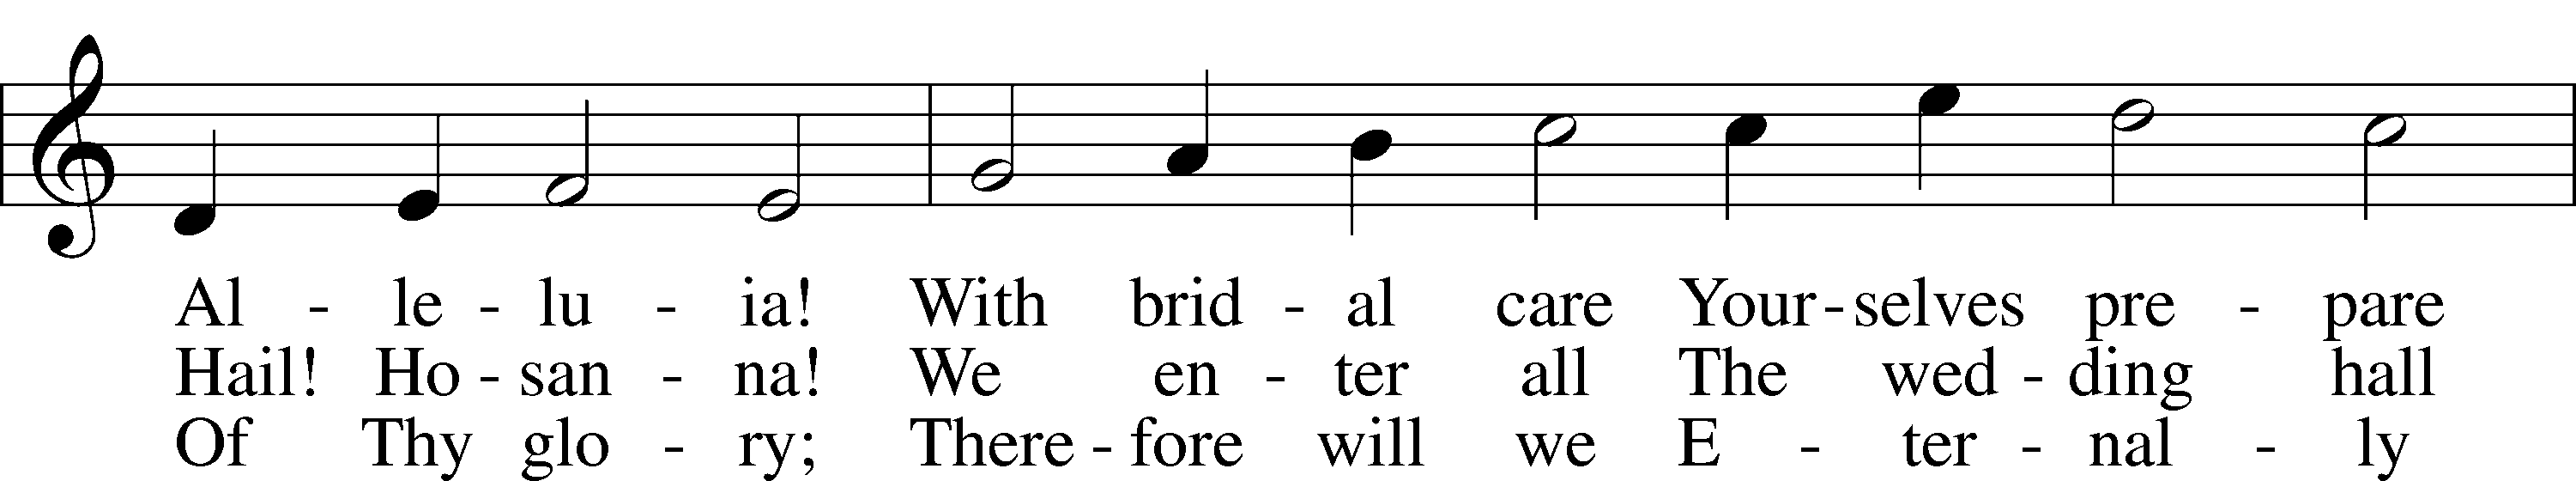 Al - le - lu - ia! With brid - al care Your - selves pre - pare
Hail! Ho - san - na! We en - ter all The wed - ding hall
Of Thy glo - ry; There - fore will we E - ter - nal - ly